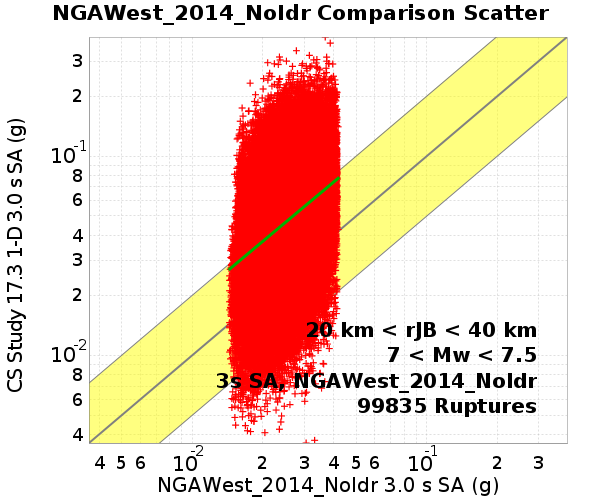 NGAWest_2014_NoIdr Comparison Scatter
CS Study 17.3 1-D 3.0 s SA (g)
3
2
10^-1
8
6
4
3
2
10^-2
8
6
4
20 km < rJB < 40 km
7 < Mw < 7.5
3s SA, NGAWest_2014_NoIdr
99835 Ruptures
4 5 6 10^-2 2 3 4 5 6 10^-1 2 3
NGAWest_2014_NoIdr 3.0 s SA (g)